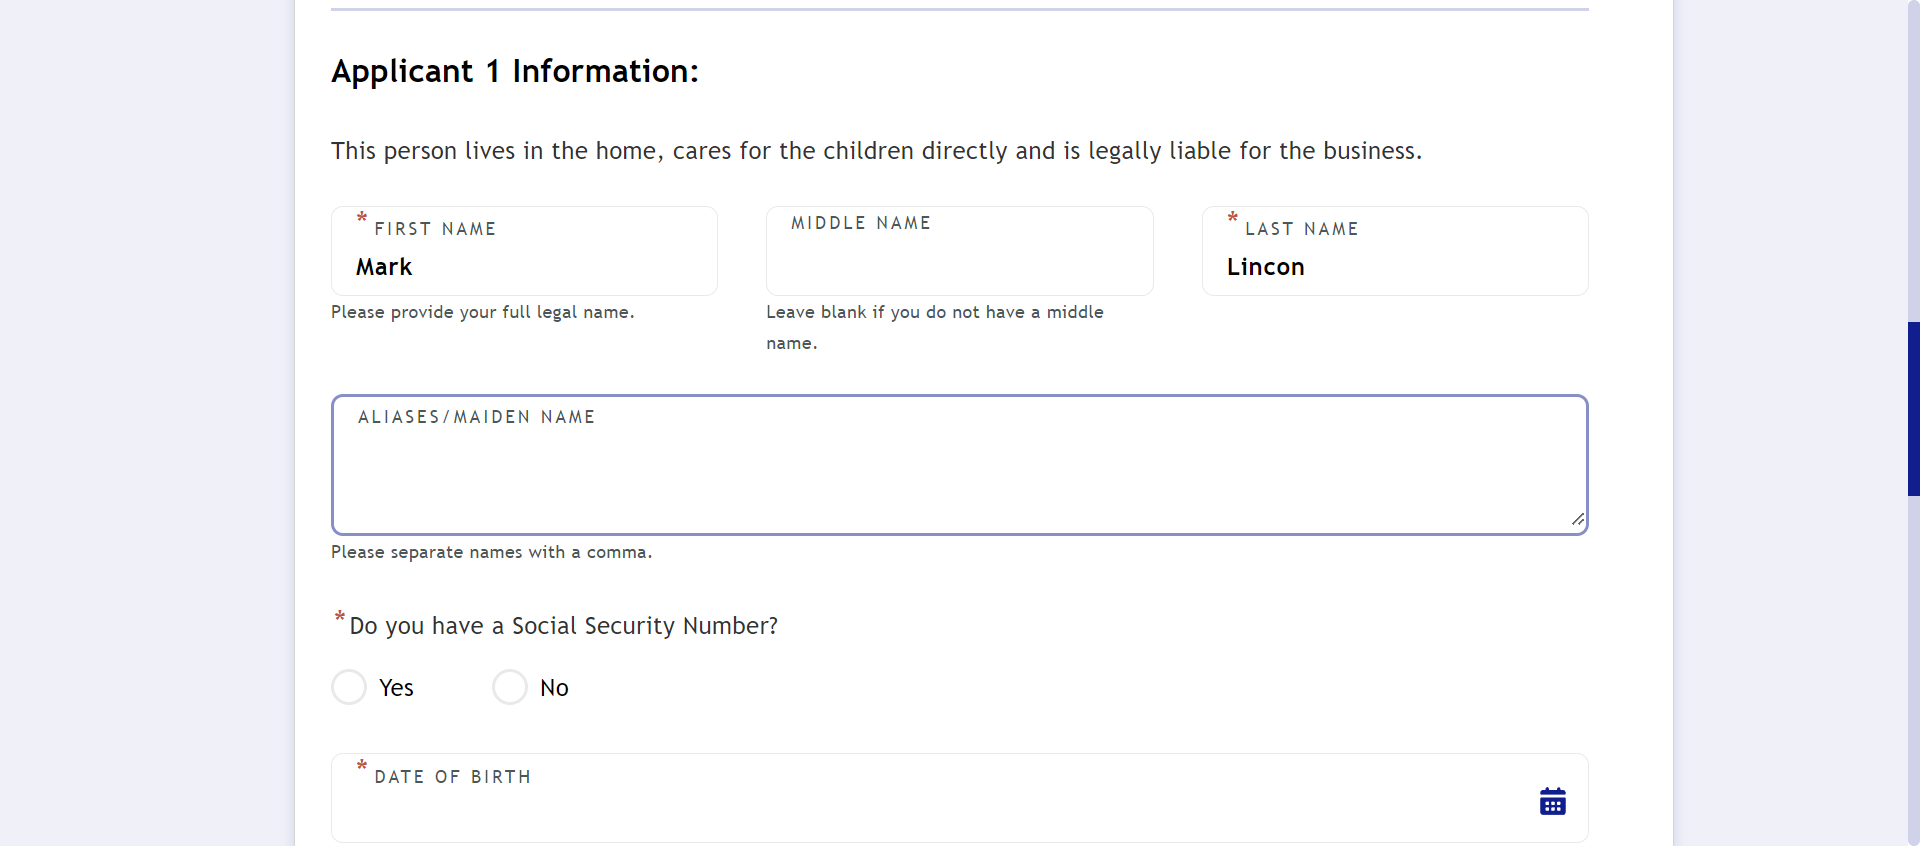 Applicant 1 Information:
This person lives in the home, cares for the children directly and is legally liable for the business.
* FIRST NAME
Mark
Please provide your full legal name.
MIDDLE NAME
Leave blank if you do not have a middle
name.
* LAST NAME
Lincon
ALIASES/MAIDEN NAME
Please separate names with a comma.
* Do you have a Social Security Number?
Yes No
* DATE OF BIRTH